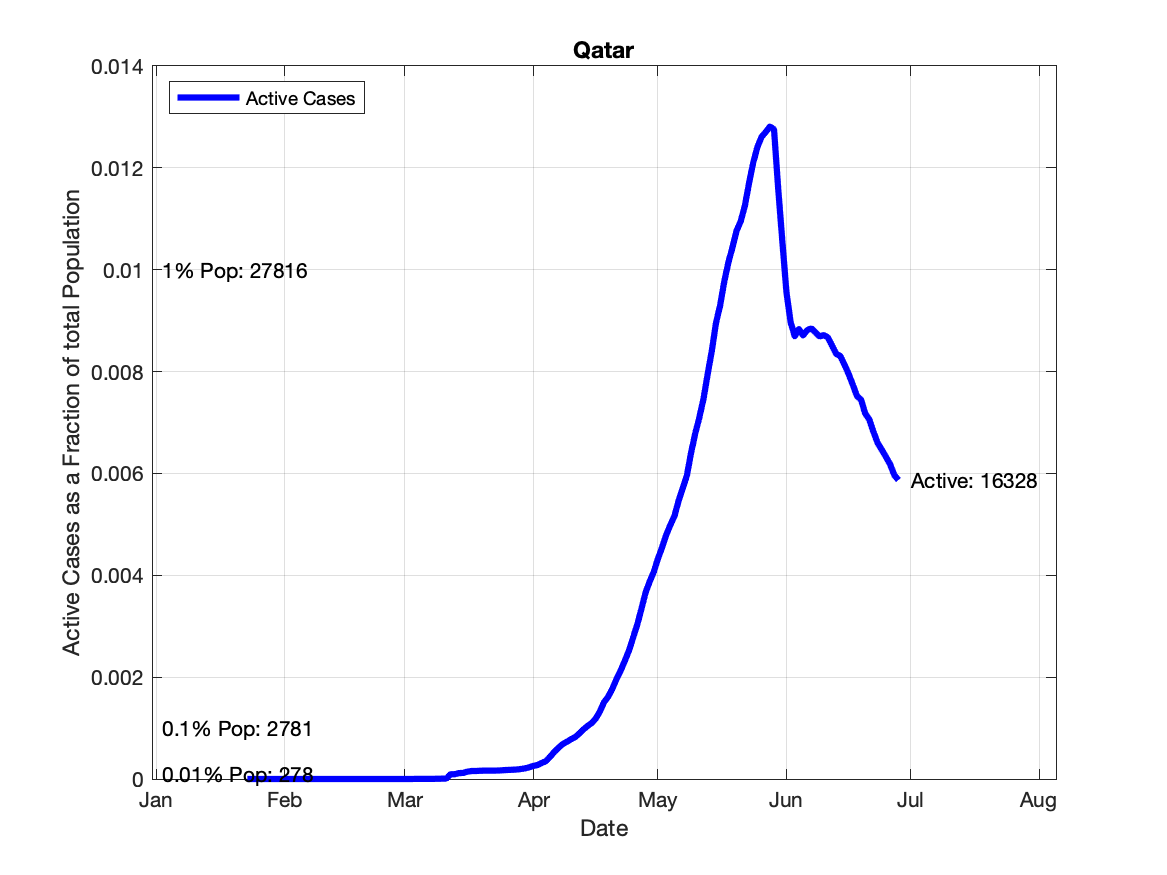 Qatar
0.014
Active Cases
0.012
0.01
1% Pop: 27816
0.008
0.006
Active: 16328
0.004
0.002
0.1% Pop: 2781
0.01% Pop: 278
0
Jan Feb Mar Apr May Jun Jul Aug
Date
Active Cases as a Fraction of total Population